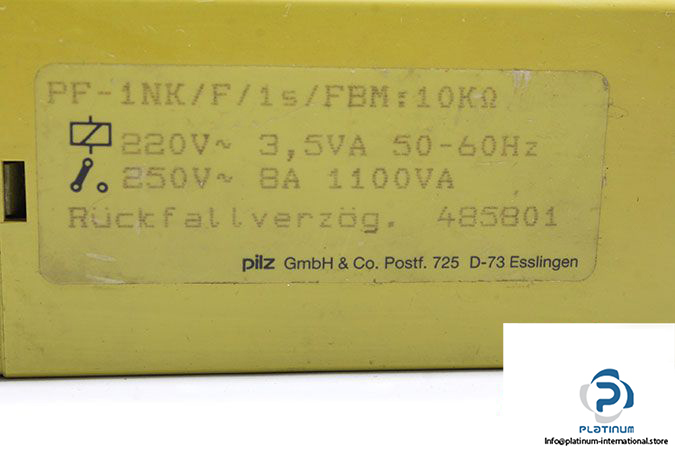 PF-1NK/F/1s/FBM:10KΩ
220V~ 3,5VA 50-60Hz
250V~ 8A 1100VA
Rückfallverzög. 485801
pilz GmbH & Co. Postf. 725 D-73 Esslingen
PLATINUM
info@platinum-international.store